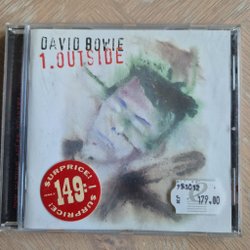 DAVID BOWIE
1.OUTSIDE
SURPRICE!
149:-
SURPRICE!
179.00